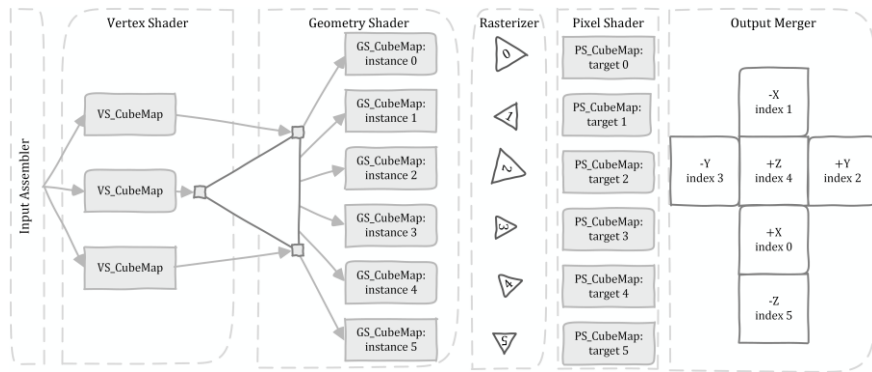 Input Assembler
Vertex Shader
VS_CubeMap
VS_CubeMap
VS_CubeMap
Geometry Shader
GS_CubeMap:
instance 0
GS_CubeMap:
instance 1
GS_CubeMap:
instance 2
GS_CubeMap:
instance 3
GS_CubeMap:
instance 4
GS_CubeMap:
instance 5
Rasterizer
0
1
2
3
4
5
Pixel Shader
PS_CubeMap:
target 0
PS_CubeMap:
target 1
PS_CubeMap:
target 2
PS_CubeMap:
target 3
PS_CubeMap:
target 4
PS_CubeMap:
target 5
Output Merger
-X
index 1
-Y
index 3
+Z
index 4
+Y
index 2
+X
index 0
-Z
index 5